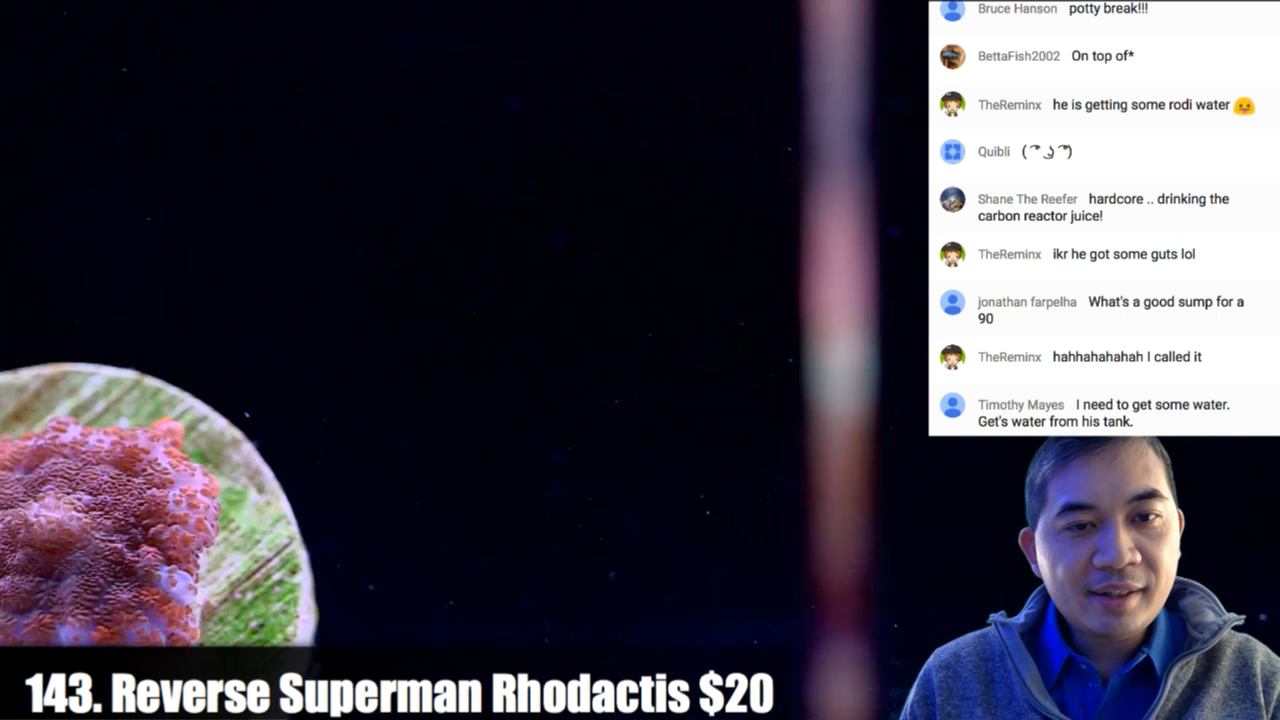 Bruce Hanson potty break!!!
BettaFish2002 On top of*
TheReminx he is getting some rodi water
Quibli ( ͡° ͜ʖ ͡°)
Shane The Reefer hardcore .. drinking the
carbon reactor juice!
TheReminx ikr he got some guts lol
jonathan farpelha What's a good sump for a
90
TheReminx hahhahahahah I called it
Timothy Mayes I need to get some water.
Get's water from his tank.
143. Reverse Superman Rhodactis $20